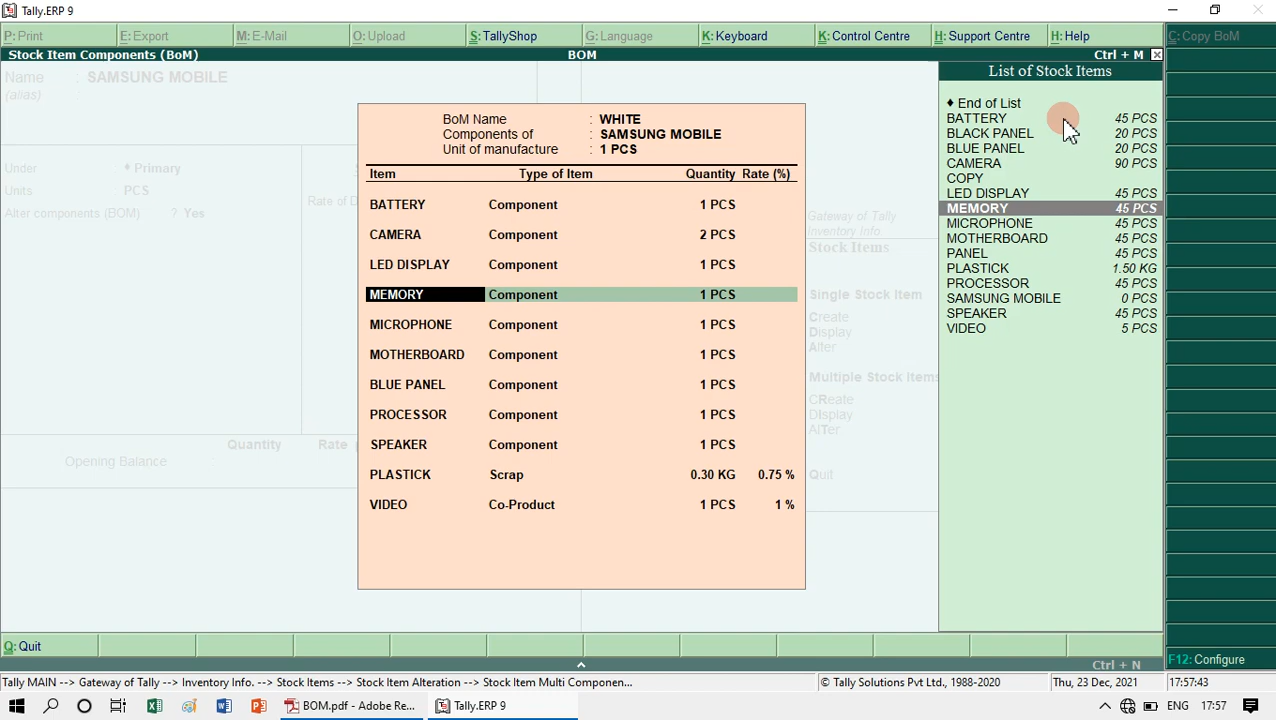 Tally.ERP 9
P: Print E: Export M: E-Mail O: Upload S: TallyShop G: Language K: Keyboard K: Control Centre H: Support Centre H: Help C: Copy BoM
Stock Item Components (BoM) BOM Ctrl + M
Name : SAMSUNG MOBILE
(alias)
Under : ♦ Primary
Units : PCS
Alter components (BOM) ? Yes
Rate of D
Quantity Rate
Opening Balance
Gateway of Tally
Inventory Info.
Stock Items
Single Stock Item
Create
Display
Alter
Multiple Stock Items
CReate
DIsplay
AlTer
Quit
BoM Name : WHITE
Components of : SAMSUNG MOBILE
Unit of manufacture : 1 PCS
Item Type of Item Quantity Rate (%)
BATTERY Component 1 PCS
CAMERA Component 2 PCS
LED DISPLAY Component 1 PCS
MEMORY Component 1 PCS
MICROPHONE Component 1 PCS
MOTHERBOARD Component 1 PCS
BLUE PANEL Component 1 PCS
PROCESSOR Component 1 PCS
SPEAKER Component 1 PCS
PLASTICK Scrap 0.30 KG 0.75 %
VIDEO Co-Product 1 PCS 1 %
List of Stock Items
♦ End of List
BATTERY 45 PCS
BLACK PANEL 20 PCS
BLUE PANEL 20 PCS
CAMERA 90 PCS
COPY
LED DISPLAY 45 PCS
MEMORY 45 PCS
MICROPHONE 45 PCS
MOTHERBOARD 45 PCS
PANEL 45 PCS
PLASTICK 1.50 KG
PROCESSOR 45 PCS
SAMSUNG MOBILE 0 PCS
SPEAKER 45 PCS
VIDEO 5 PCS
Q: Quit
F12: Configure
Ctrl + N
Tally MAIN --> Gateway of Tally --> Inventory Info. --> Stock Items --> Stock Item Alteration --> Stock Item Multi Componen... © Tally Solutions Pvt Ltd., 1988-2020 Thu, 23 Dec, 2021 17:57:43
BOM.pdf - Adobe Re... Tally.ERP 9 ENG 17:57